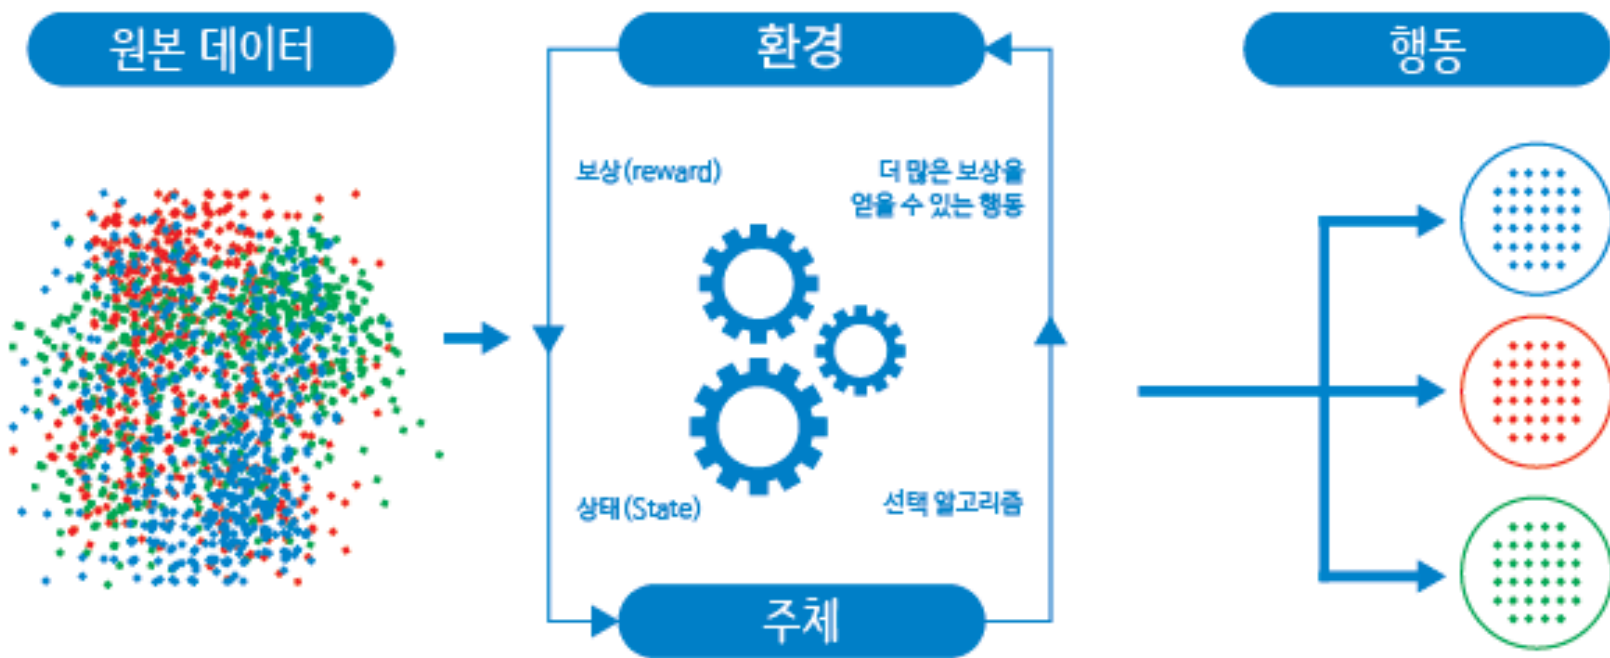 원본 데이터
환경
행동
보상(reward)
더 많은 보상을
얻을 수 있는 행동
상태(State)
선택 알고리즘
주체